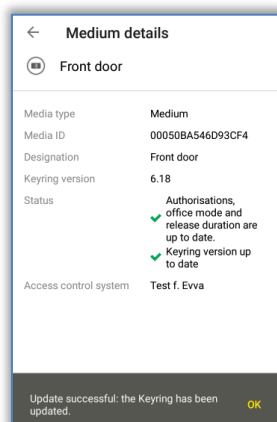 Medium details
Front door
Media type Medium
Media ID 00050BA546D93CF4
Designation Front door
Keyring version 6.18
Status Authorisations,
office mode and
release duration are
up to date.
Keyring version up
to date
Access control system Test f. Evva
Update successful: the Keyring has been
updated.
OK